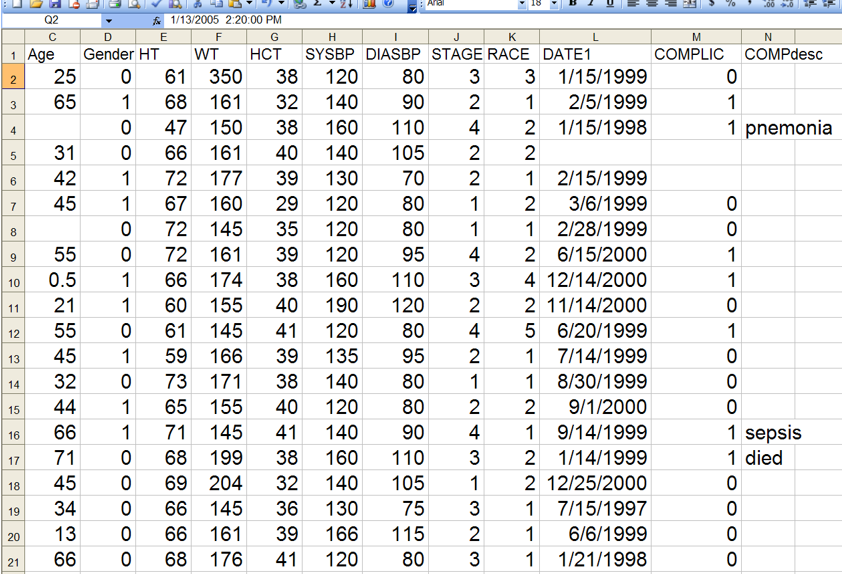 Arial 18 B I U $ %
Q2 fx 1/13/2005 2:20:00 PM
C D E F G H I J K L M N
1 Age Gender HT WT HCT SYSBP DIASBP STAGE RACE DATE1 COMPLIC COMPdesc
2 25 0 61 350 38 120 80 3 3 1/15/1999 0
3 65 1 68 161 32 140 90 2 1 2/5/1999 1
4 0 47 150 38 160 110 4 2 1/15/1998 1 pnemonia
5 31 0 66 161 40 140 105 2 2
6 42 1 72 177 39 130 70 2 1 2/15/1999
7 45 1 67 160 29 120 80 1 2 3/6/1999 0
8 0 72 145 35 120 80 1 1 2/28/1999 0
9 55 0 72 161 39 120 95 4 2 6/15/2000 1
10 0.5 1 66 174 38 160 110 3 4 12/14/2000 1
11 21 1 60 155 40 190 120 2 2 11/14/2000 0
12 55 0 61 145 41 120 80 4 5 6/20/1999 1
13 45 1 59 166 39 135 95 2 1 7/14/1999 0
14 32 0 73 171 38 140 80 1 1 8/30/1999 0
15 44 1 65 155 40 120 80 2 2 9/1/2000 0
16 66 1 71 145 41 140 90 4 1 9/14/1999 1 sepsis
17 71 0 68 199 38 160 110 3 2 1/14/1999 1 died
18 45 0 69 204 32 140 105 1 2 12/25/2000 0
19 34 0 66 145 36 130 75 3 1 7/15/1997 0
20 13 0 66 161 39 166 115 2 1 6/6/1999 0
21 66 0 68 176 41 120 80 3 1 1/21/1998 0